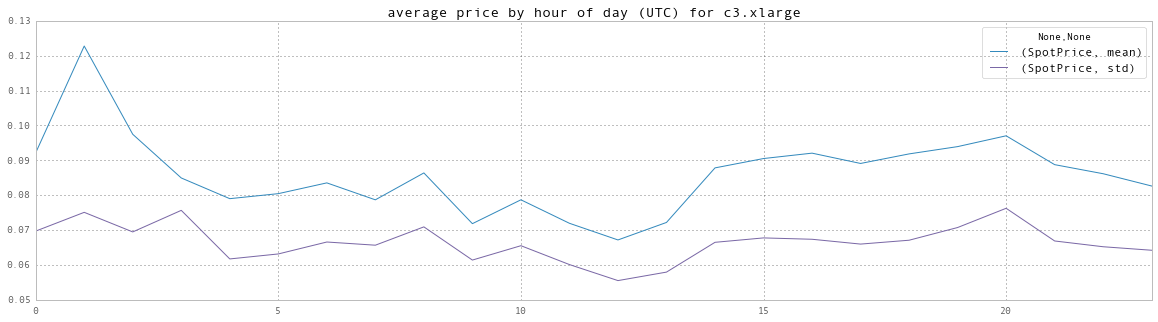 average price by hour of day (UTC) for c3.xlarge
0.13
0.12
0.11
0.10
0.09
0.08
0.07
0.06
0.05
None,None
(SpotPrice, mean)
(SpotPrice, std)
0 5 10 15 20